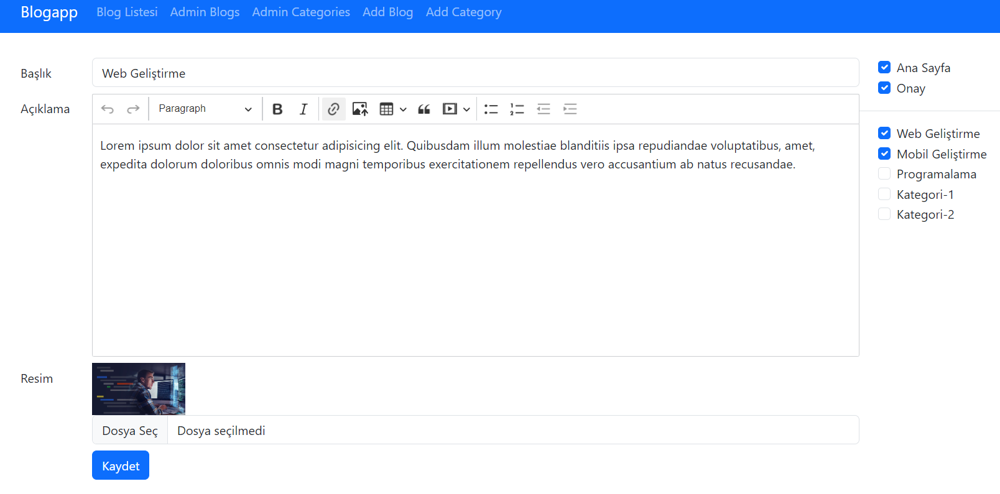 Blogapp Blog Listesi Admin Blogs Admin Categories Add Blog Add Category
Başlık
Web Geliştirme
Açıklama
Paragraph
Lorem ipsum dolor sit amet consectetur adipisicing elit. Quibusdam illum molestiae blanditiis ipsa repudiandae voluptatibus, amet,
expedita dolorum doloribus omnis modi magni temporibus exercitationem repellendus vero accusantium ab natus recusandae.
Resim
Dosya Seç Dosya seçilmedi
Kaydet
Ana Sayfa
Onay
Web Geliştirme
Mobil Geliştirme
Programalama
Kategori-1
Kategori-2